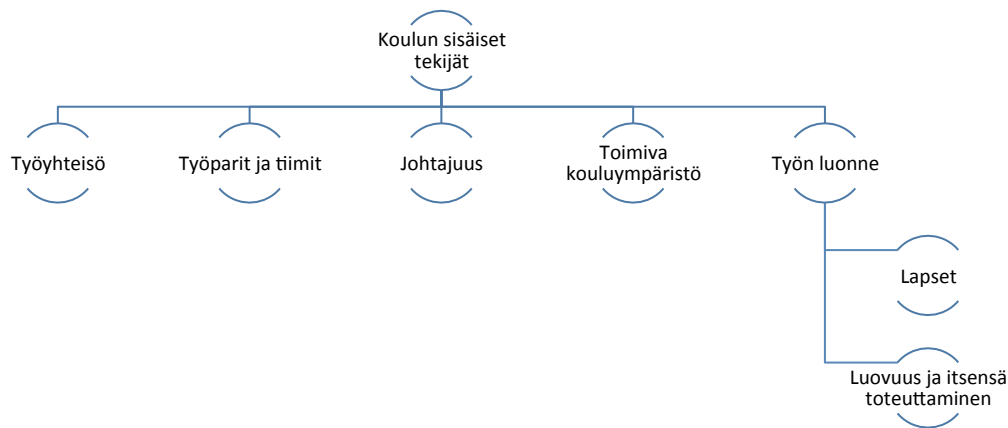 Koulun sisäiset
tekijät
Työyhteisö
Työparit ja tiimit
Johtajuus
Toimiva
kouluympäristö
Työn luonne
Lapset
Luovuus ja itsensä
toteuttaminen